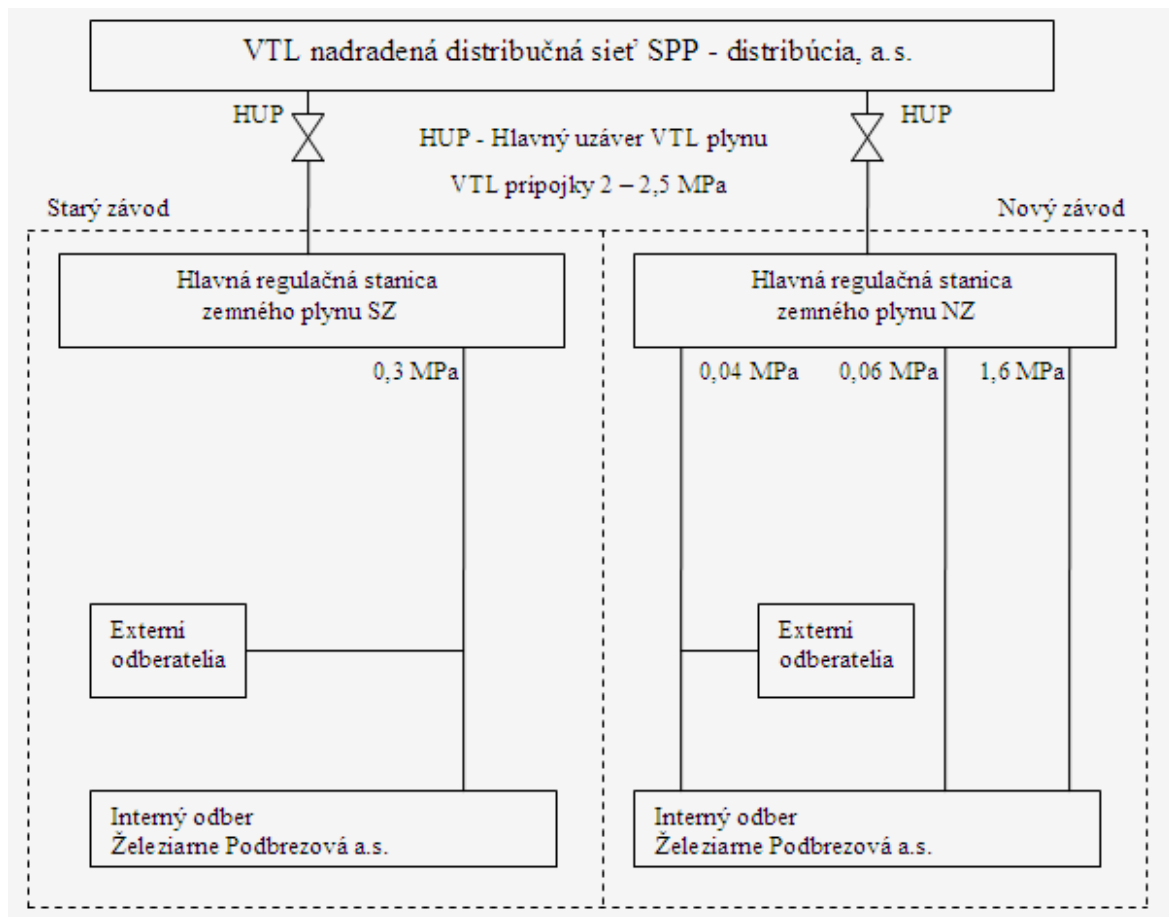 VTL nadradená distribučná sieť SPP - distribúcia, a.s.
HUP
HUP
HUP - Hlavný uzáver VTL plynu
VTL prípojky 2 – 2,5 MPa
Starý závod
Nový závod
Hlavná regulačná stanica
zemného plynu SZ
Hlavná regulačná stanica
zemného plynu NZ
0,3 MPa
0,04 MPa
0,06 MPa
1,6 MPa
Externí
odberatelia
Externí
odberatelia
Interný odber
Železiarne Podbrezová a.s.
Interný odber
Železiarne Podbrezová a.s.